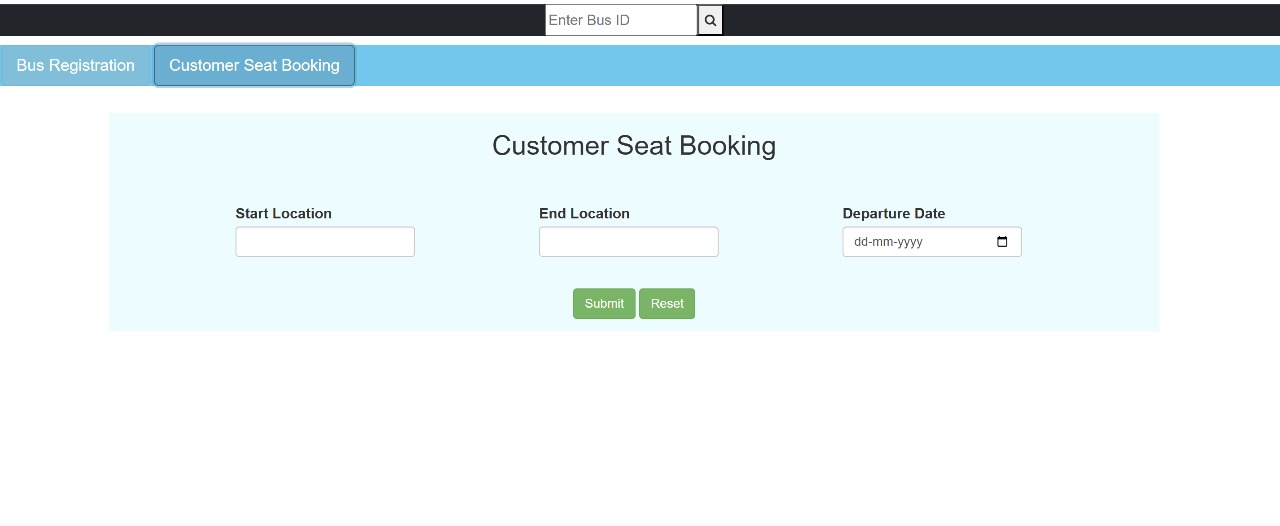 Enter Bus ID
Bus Registration Customer Seat Booking
Customer Seat Booking
Start Location End Location Departure Date
dd-mm-yyyy
Submit Reset